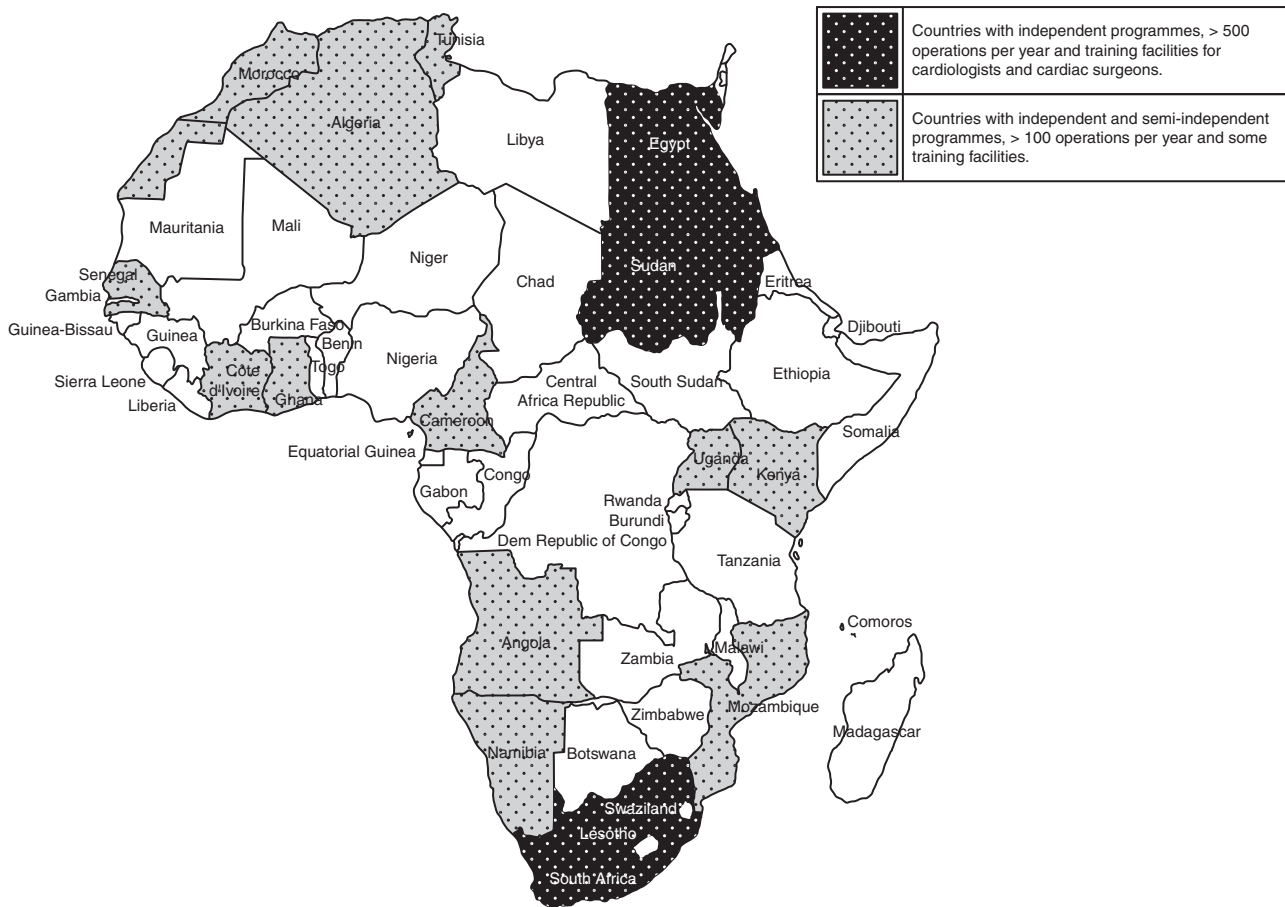 Countries with independent programmes, > 500
operations per year and training facilities for
cardiologists and cardiac surgeons.
Countries with independent and semi-independent
programmes, > 100 operations per year and some
training facilities.
Tunisia
Morocco
Algeria
Libya
Egypt
Mauritania
Mali
Niger
Chad
Sudan
Eritrea
Senegal
Gambia
Guinea-Bissau
Guinea
Burkina Faso
Benin
Togo
Nigeria
Djibouti
Ethiopia
Sierra Leone
Liberia
Côte
d'Ivoire
Ghana
Cameroon
Central
Africa Republic
South Sudan
Somalia
Equatorial Guinea
Gabon
Congo
Uganda
Kenya
Rwanda
Burundi
Dem Republic of Congo
Tanzania
Comoros
Angola
Zambia
Malawi
Mozambique
Zimbabwe
Madagascar
Namibia
Botswana
Swaziland
Lesotho
South Africa